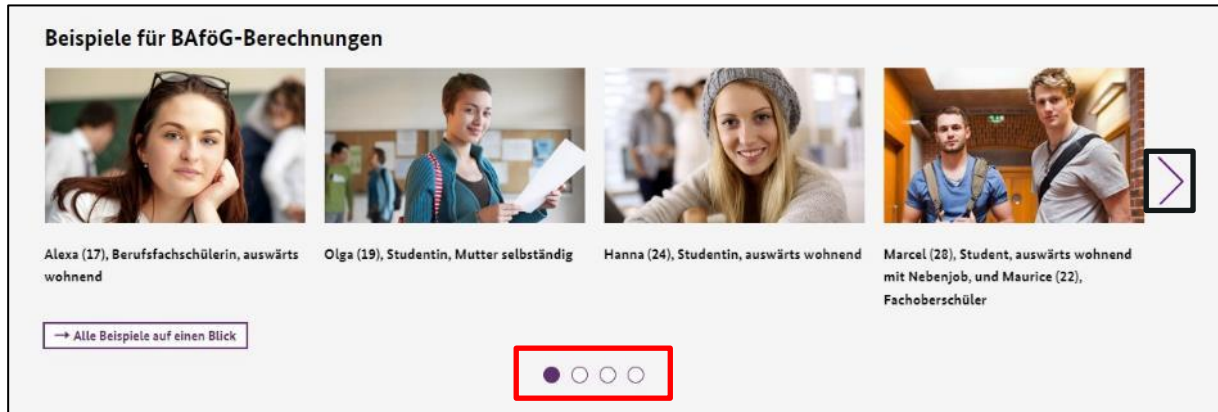 Beispiele für BAföG-Berechnungen
Alexa (17), Berufsfachschülerin, auswärts
wohnend
Olga (19), Studentin, Mutter selbständig
Hanna (24), Studentin, auswärts wohnend
Marcel (28), Student, auswärts wohnend
mit Nebenjob, und Maurice (22),
Fachoberschüler
→ Alle Beispiele auf einen Blick